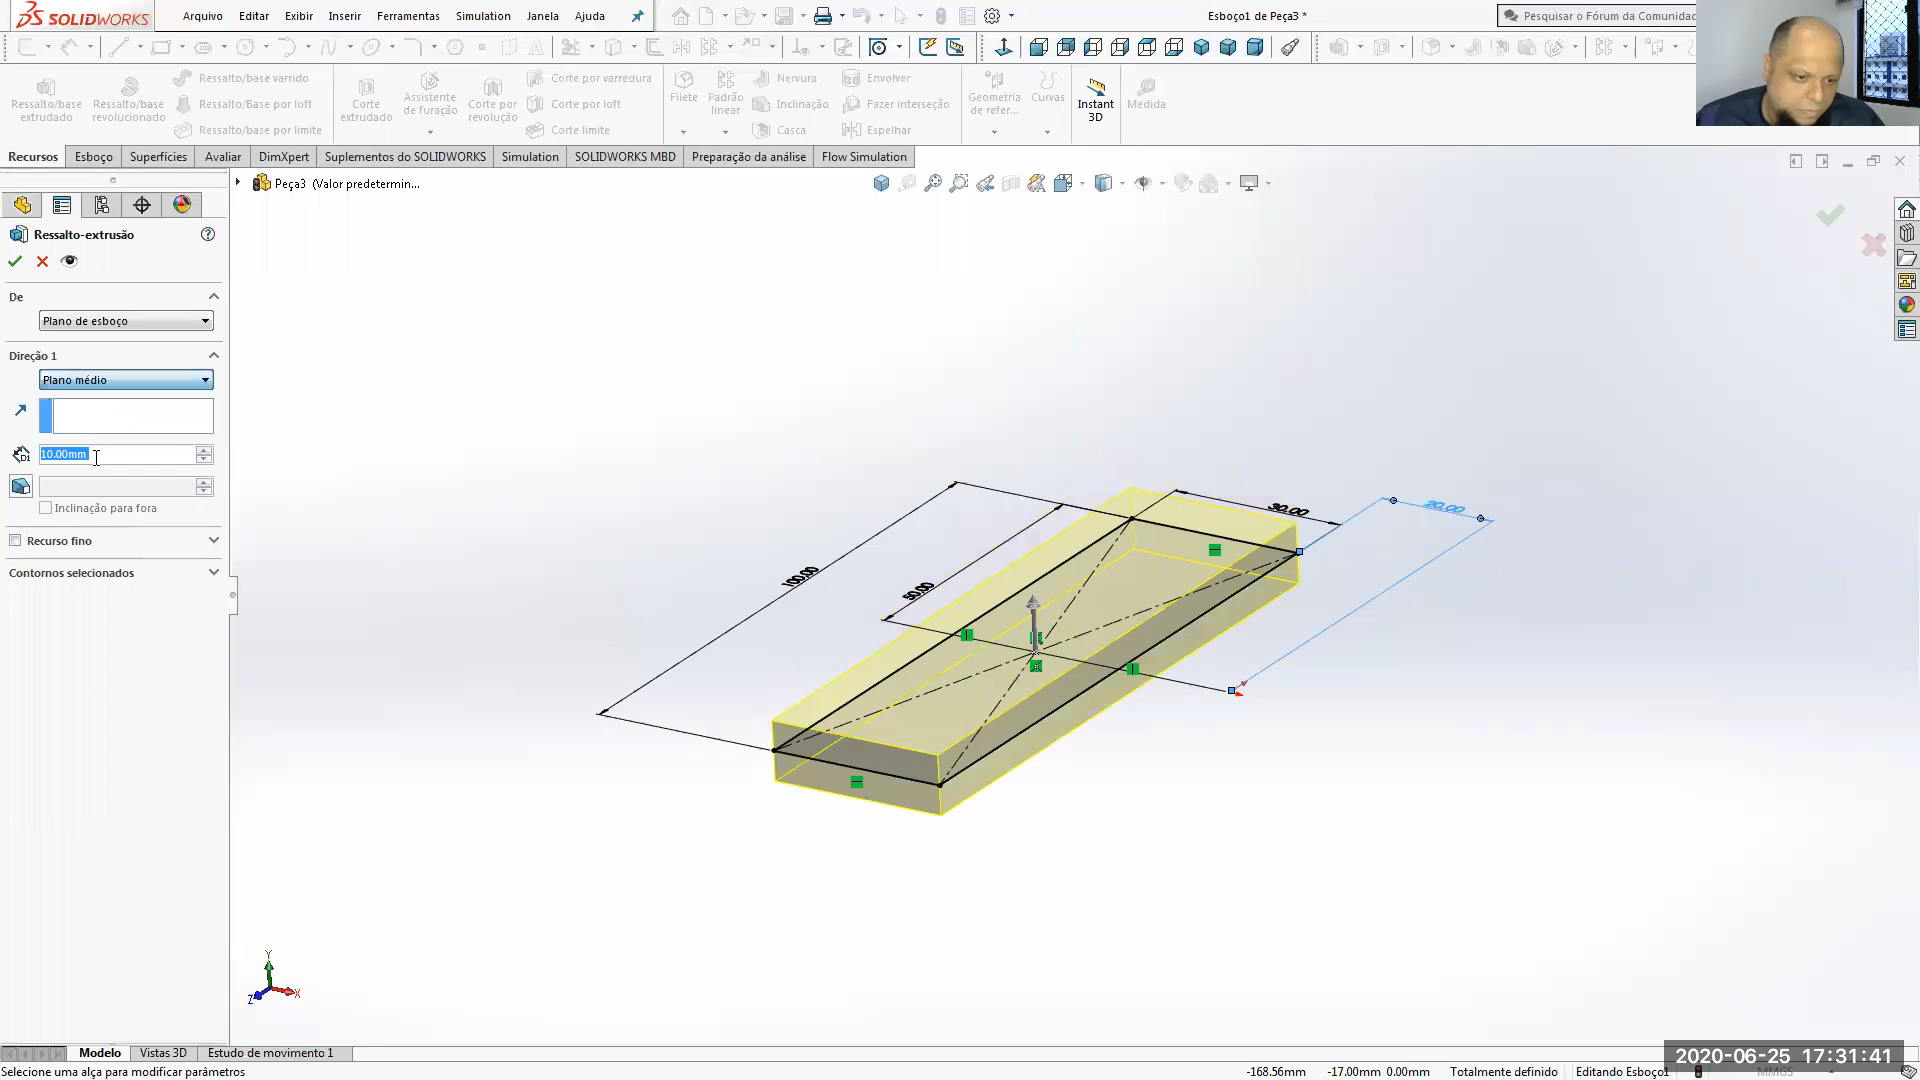 SOLIDWORKS Arquivo Editar Exibir Inserir Ferramentas Simulation Janela Ajuda Esboço1 de Peça3 * Pesquisar o Fórum da Comunidad
Ressalto/base extrudado
Ressalto/base revolucionado
Ressalto/base varrido
Ressalto/Base por loft
Ressalto/base por limite
Corte extrudado
Assistente de furação
Corte por revolução
Corte por varredura
Corte por loft
Corte limite
Filete
Padrão linear
Nervura
Inclinação
Casca
Envolver
Fazer interseção
Espelhar
Geometria de refer...
Curvas
Instant 3D
Medida
Recursos Esboço Superfícies Avaliar DimXpert Suplementos do SOLIDWORKS Simulation SOLIDWORKS MBD Preparação da análise Flow Simulation
Peça3 (Valor predetermin...
Ressalto-extrusão
De
Plano de esboço
Direção 1
Plano médio
D1
10.00mm
Inclinação para fora
Recurso fino
Contornos selecionados
100.00
50.00
30.00
20.00
Y
Z
X
Modelo Vistas 3D Estudo de movimento 1
2020-06-25 17:31:41
Selecione uma alça para modificar parâmetros -168.56mm -17.00mm 0.00mm Totalmente definido Editando Esboço1 MMGS